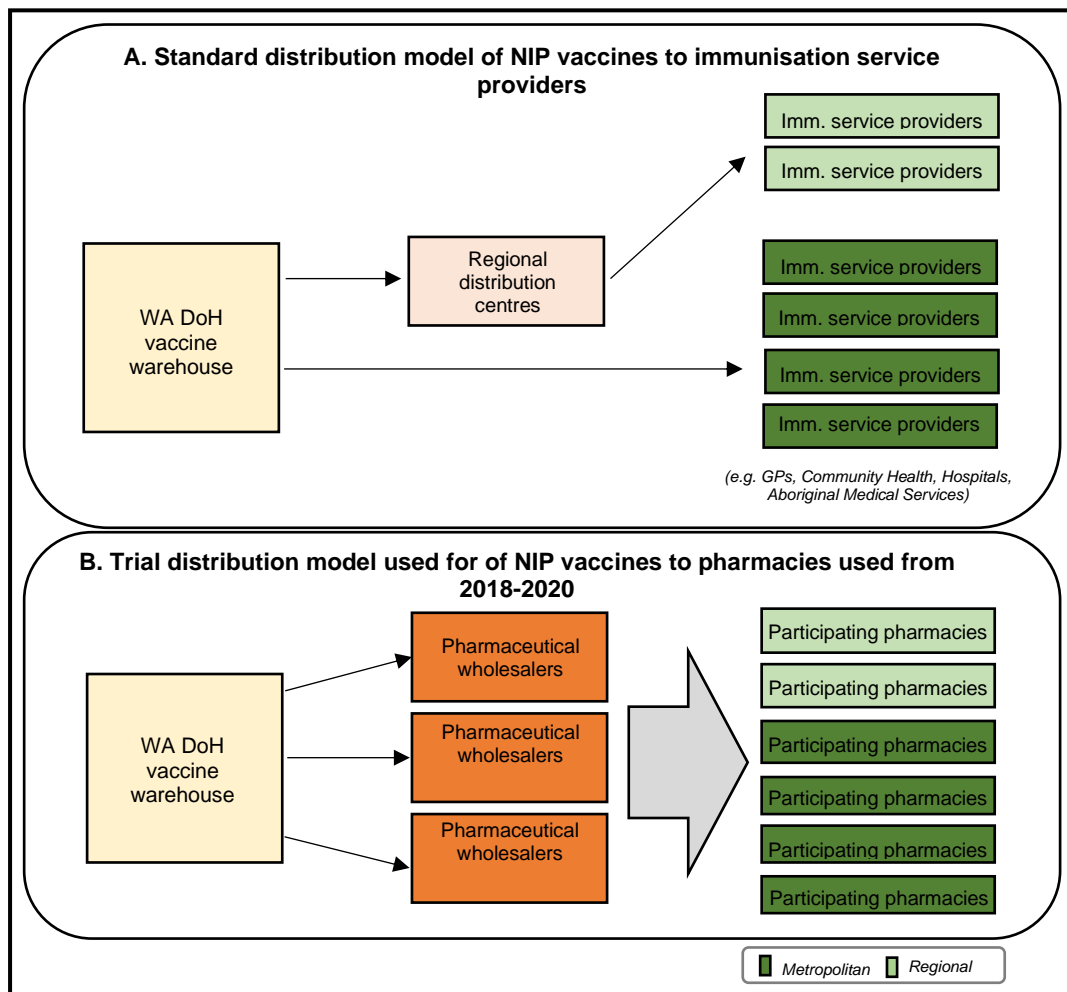 A. Standard distribution model of NIP vaccines to immunisation service
providers
Imm. service providers
Imm. service providers
Regional
distribution
centres
WA DoH
vaccine
warehouse
Imm. service providers
Imm. service providers
Imm. service providers
Imm. service providers
(e.g. GPs, Community Health, Hospitals,
Aboriginal Medical Services)
B. Trial distribution model used for of NIP vaccines to pharmacies used from
2018-2020
WA DoH
vaccine
warehouse
Pharmaceutical
wholesalers
Pharmaceutical
wholesalers
Pharmaceutical
wholesalers
Participating pharmacies
Participating pharmacies
Participating pharmacies
Participating pharmacies
Participating pharmacies
Participating pharmacies
Metropolitan
Regional